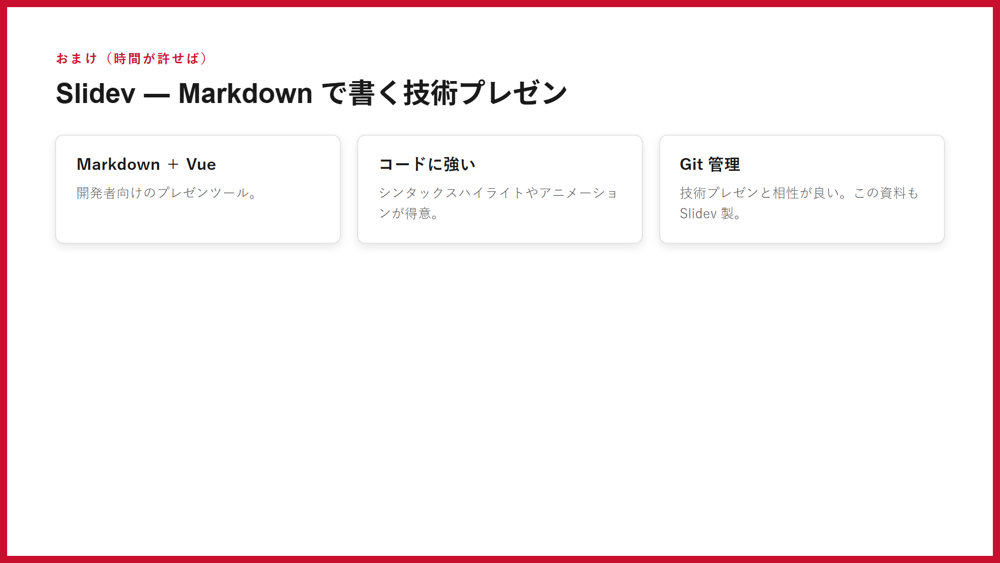 おまけ（時間が許せば）
Slidev — Markdown で書く技術プレゼン
Markdown ＋ Vue
開発者向けのプレゼンツール。
コードに強い
シンタックスハイライトやアニメーショ
ンが得意。
Git 管理
技術プレゼンと相性が良い。この資料も
Slidev 製。